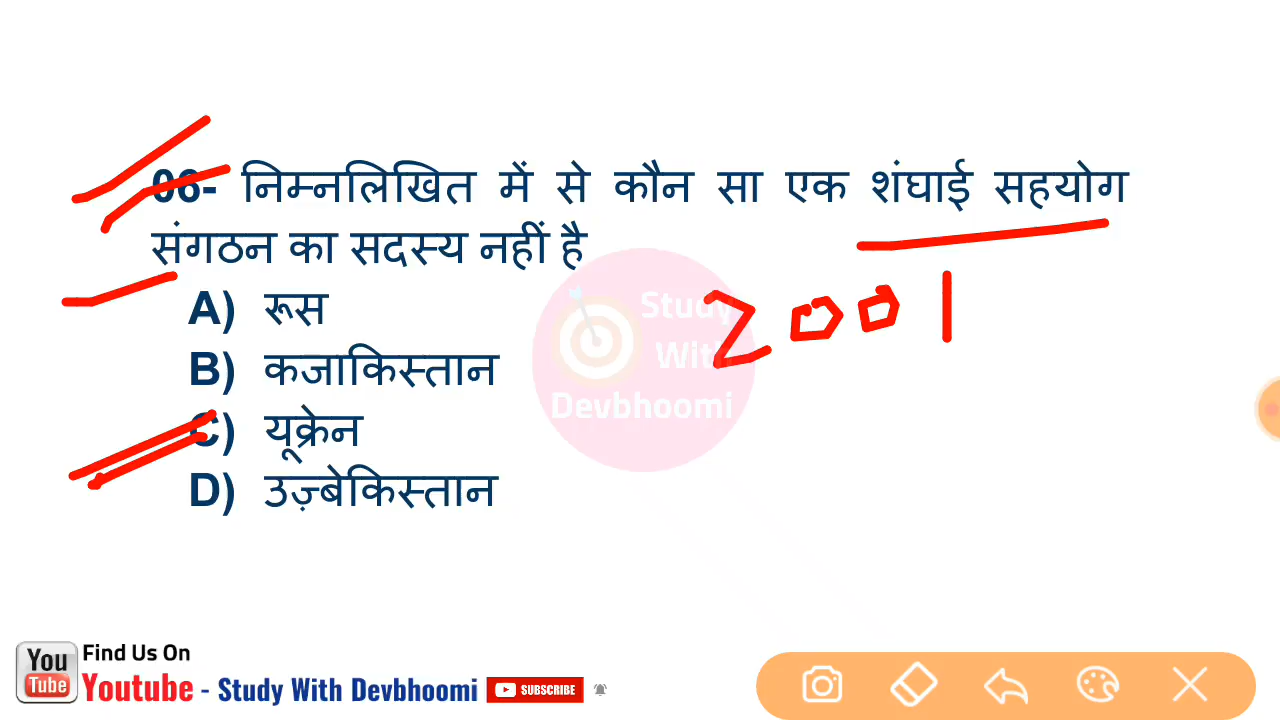 06- निम्नलिखित में से कौन सा एक शंघाई सहयोग
संगठन का सदस्य नहीं है
A) रूस
B) कजाकिस्तान
C) यूक्रेन
D) उज़्बेकिस्तान
2001
Study
With
Devbhoomi
You
Tube
Find Us On
Youtube - Study With Devbhoomi
SUBSCRIBE